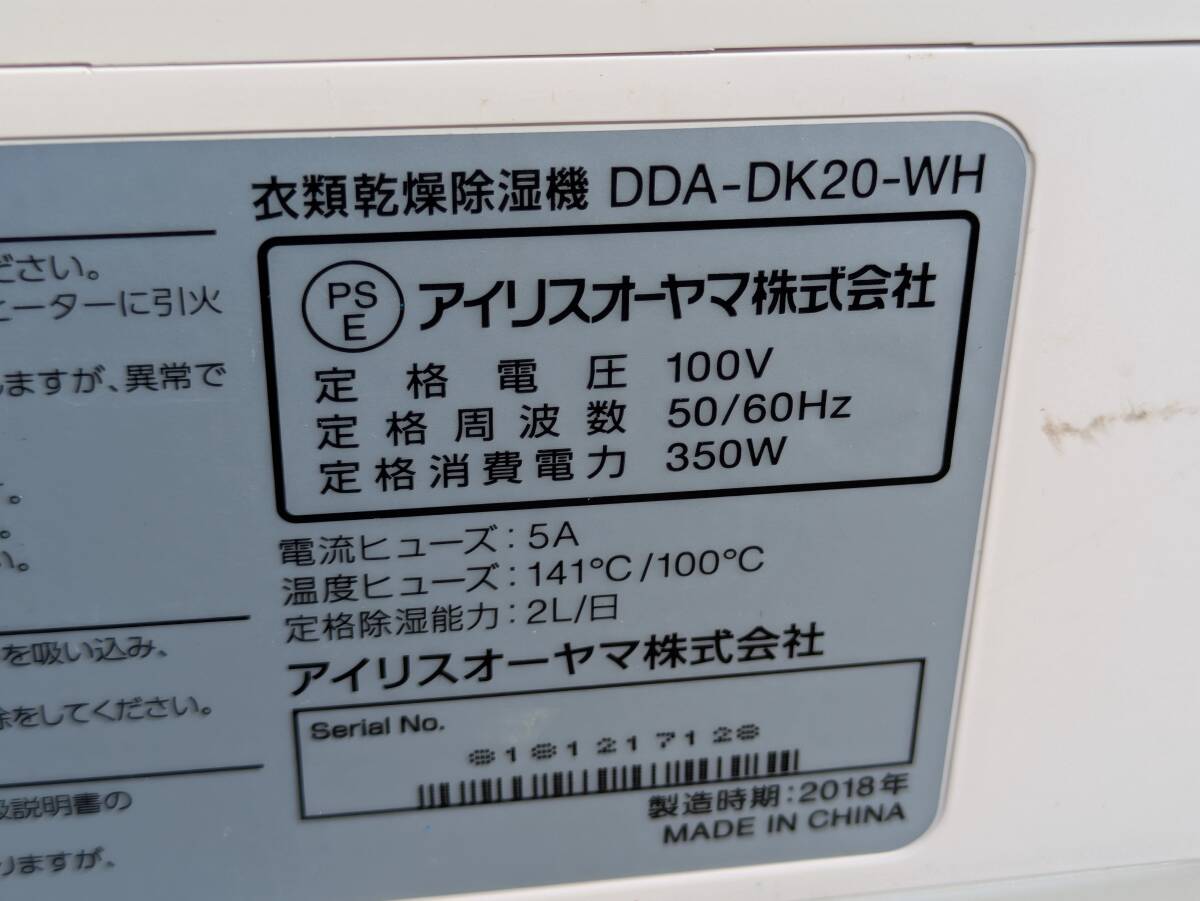 衣類乾燥除湿機 DDA-DK20-WH
PS
E
アイリスオーヤマ株式会社
定格電圧 100V
定格周波数 50/60Hz
定格消費電力 350W
電流ヒューズ:5A
温度ヒューズ:141℃/100℃
定格除湿能力:2L/日
アイリスオーヤマ株式会社
Serial No.
製造時期:2018年
MADE IN CHINA
ださい。
ヒーターに引火
しますが、異常で
す。
。
い。
を吸い込み、
除をしてください。
扱説明書の
りますが、